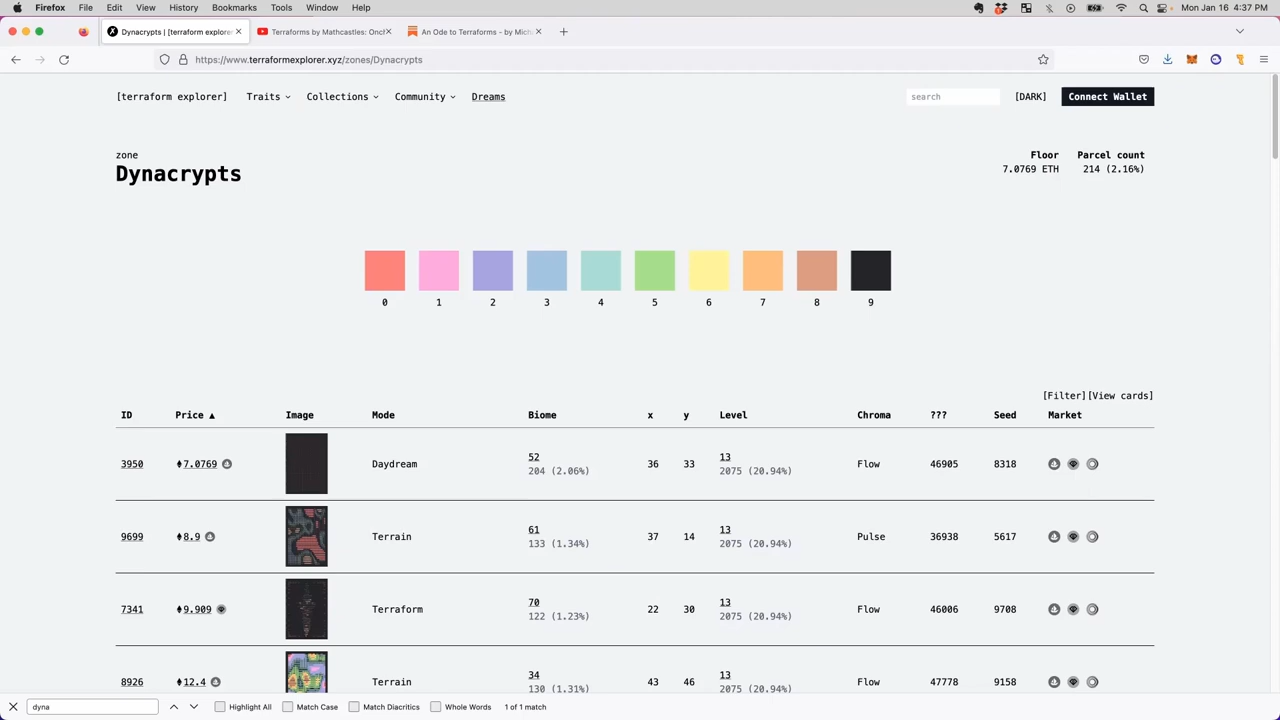 Firefox File Edit View History Bookmarks Tools Window Help Mon Jan 16 4:37 PM
Dynacrypts | [terraform explorer Terraforms by Mathcastles: Oncl An Ode to Terraforms - by Mich
https://www.terraformexplorer.xyz/zones/Dynacrypts
[terraform explorer] Traits Collections Community Dreams search [DARK] Connect Wallet
zone Floor Parcel count
Dynacrypts 7.0769 ETH 214 (2.16%)
0 1 2 3 4 5 6 7 8 9
[Filter][View cards]
ID Price ▲ Image Mode Biome x y Level Chroma ??? Seed Market
3950 7.0769 Daydream 52 36 33 13 Flow 46905 8318
204 (2.06%) 2075 (20.94%)
9699 8.9 Terrain 61 37 14 13 Pulse 36938 5617
133 (1.34%) 2075 (20.94%)
7341 9.909 Terraform 70 22 30 13 Flow 46006 9708
122 (1.23%) 2075 (20.94%)
8926 12.4 Terrain 34 43 46 13 Flow 47778 9158
130 (1.31%) 2075 (20.94%)
dyna Highlight All Match Case Match Diacritics Whole Words 1 of 1 match